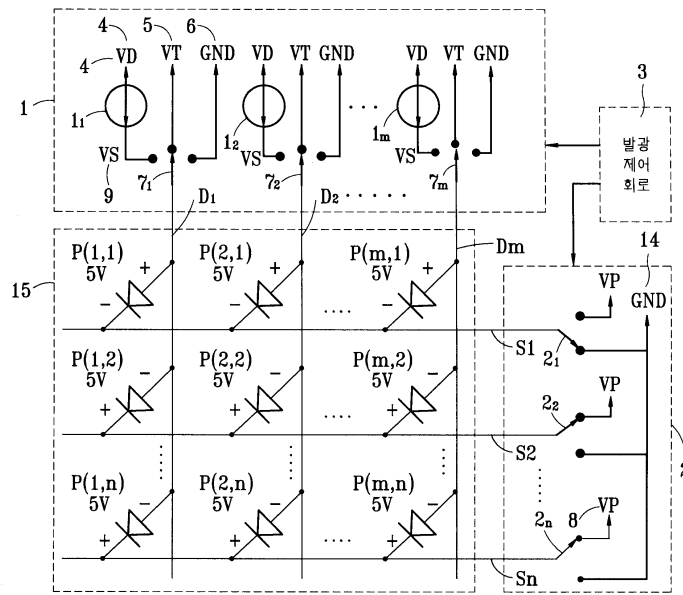 4 5 6
VD VT GND VD VT GND VD VT GND
4
1 1₁ 1₂ · · · · 1m
VS VS VS
9 7₁ 7₂ 7m
3
발광
제어
회로
D₁ D₂ · · · · · Dm
15
P(1,1) P(2,1) P(m,1)
5V + 5V + 5V +
− − ···· −
S1 2₁
VP
14
GND
P(1,2) P(2,2) P(m,2)
5V − 5V − 5V −
+ + ···· +
S2 2₂
VP
P(1,n) P(2,n) P(m,n)
5V − 5V − 5V −
+ + ···· +
Sn 2n 8 VP